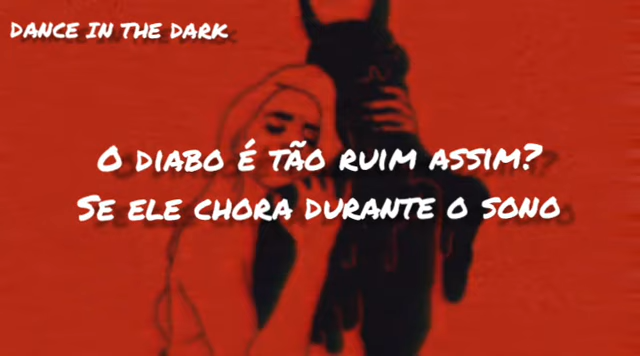 DANCE IN THE DARK
O DIABO É TÃO RUIM ASSIM?
SE ELE CHORA DURANTE O SONO